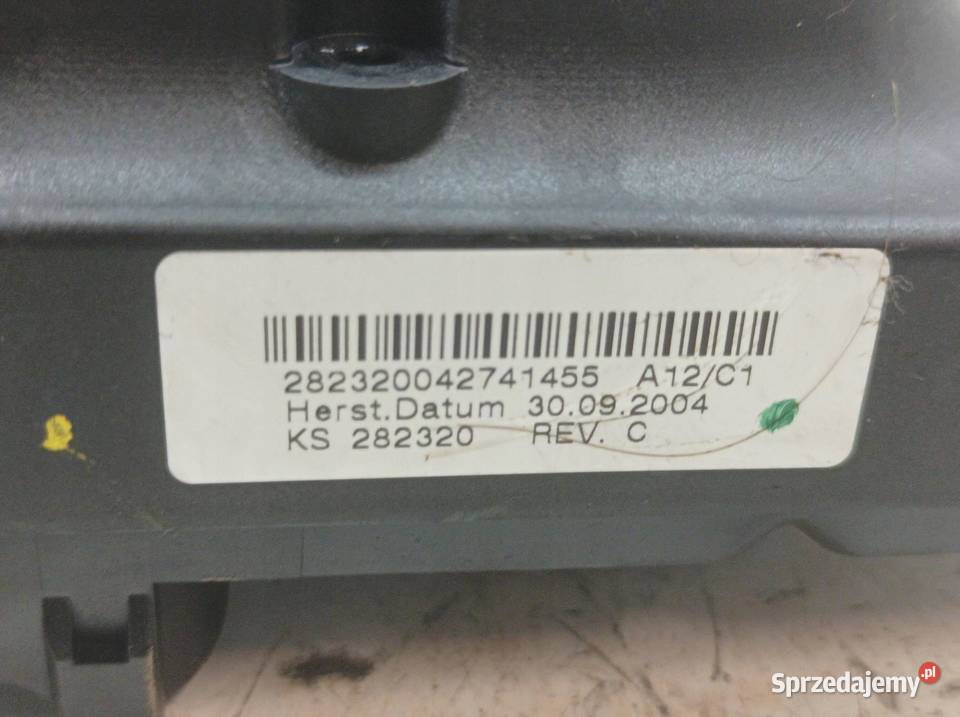 282320042741455 A12/C1
Herst.Datum 30.09.2004
KS 282320 REV. C
Sprzedajemy.pl